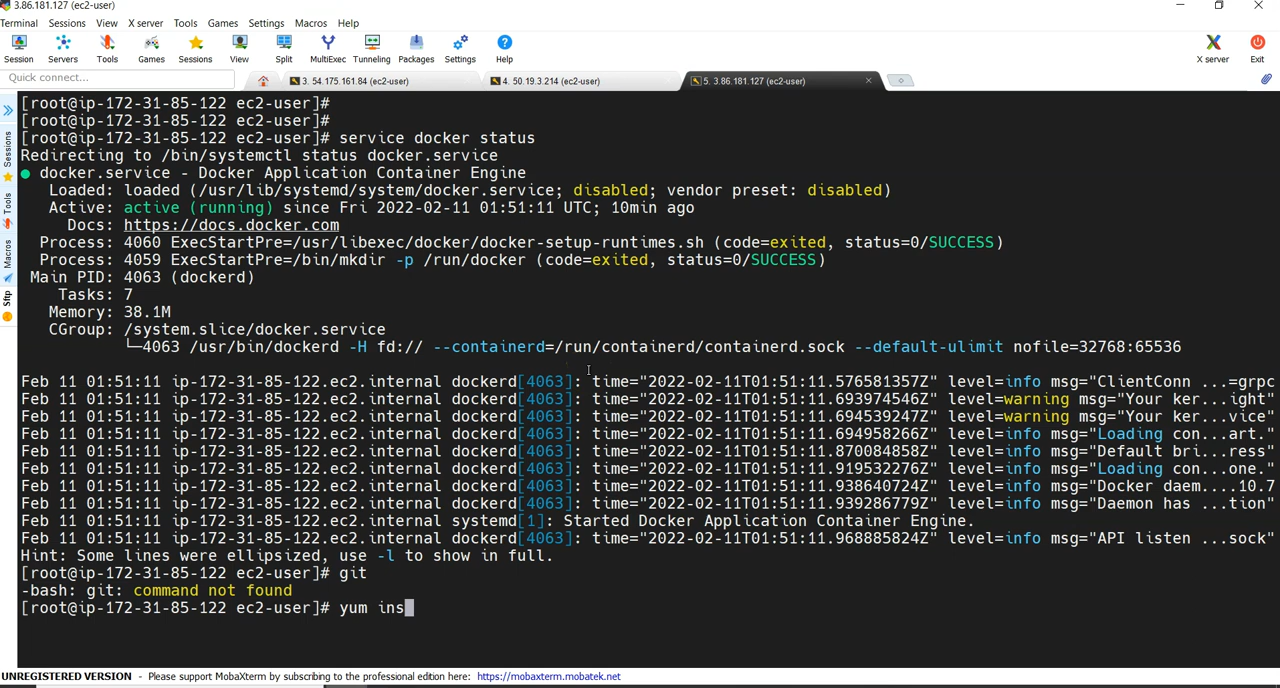 3.86.181.127 (ec2-user)
Terminal Sessions View X server Tools Games Settings Macros Help
Session Servers Tools Games Sessions View Split MultiExec Tunneling Packages Settings Help X server Exit
Quick connect... 3. 54.175.161.84 (ec2-user) 4. 50.19.3.214 (ec2-user) 5. 3.86.181.127 (ec2-user)
Sessions
Tools
Macros
Sftp
[root@ip-172-31-85-122 ec2-user]#
[root@ip-172-31-85-122 ec2-user]#
[root@ip-172-31-85-122 ec2-user]# service docker status
Redirecting to /bin/systemctl status docker.service
● docker.service - Docker Application Container Engine
Loaded: loaded (/usr/lib/systemd/system/docker.service; disabled; vendor preset: disabled)
Active: active (running) since Fri 2022-02-11 01:51:11 UTC; 10min ago
Docs: https://docs.docker.com
Process: 4060 ExecStartPre=/usr/libexec/docker/docker-setup-runtimes.sh (code=exited, status=0/SUCCESS)
Process: 4059 ExecStartPre=/bin/mkdir -p /run/docker (code=exited, status=0/SUCCESS)
Main PID: 4063 (dockerd)
Tasks: 7
Memory: 38.1M
CGroup: /system.slice/docker.service
└─4063 /usr/bin/dockerd -H fd:// --containerd=/run/containerd/containerd.sock --default-ulimit nofile=32768:65536
Feb 11 01:51:11 ip-172-31-85-122.ec2.internal dockerd[4063]: time="2022-02-11T01:51:11.576581357Z" level=info msg="ClientConn ...=grpc
Feb 11 01:51:11 ip-172-31-85-122.ec2.internal dockerd[4063]: time="2022-02-11T01:51:11.693974546Z" level=warning msg="Your ker...ight"
Feb 11 01:51:11 ip-172-31-85-122.ec2.internal dockerd[4063]: time="2022-02-11T01:51:11.694539247Z" level=warning msg="Your ker...vice"
Feb 11 01:51:11 ip-172-31-85-122.ec2.internal dockerd[4063]: time="2022-02-11T01:51:11.694958266Z" level=info msg="Loading con...art."
Feb 11 01:51:11 ip-172-31-85-122.ec2.internal dockerd[4063]: time="2022-02-11T01:51:11.870084858Z" level=info msg="Default bri...ress"
Feb 11 01:51:11 ip-172-31-85-122.ec2.internal dockerd[4063]: time="2022-02-11T01:51:11.919532276Z" level=info msg="Loading con...one."
Feb 11 01:51:11 ip-172-31-85-122.ec2.internal dockerd[4063]: time="2022-02-11T01:51:11.938640724Z" level=info msg="Docker daem....10.7
Feb 11 01:51:11 ip-172-31-85-122.ec2.internal dockerd[4063]: time="2022-02-11T01:51:11.939286779Z" level=info msg="Daemon has ...tion"
Feb 11 01:51:11 ip-172-31-85-122.ec2.internal systemd[1]: Started Docker Application Container Engine.
Feb 11 01:51:11 ip-172-31-85-122.ec2.internal dockerd[4063]: time="2022-02-11T01:51:11.968885824Z" level=info msg="API listen ...sock"
Hint: Some lines were ellipsized, use -l to show in full.
[root@ip-172-31-85-122 ec2-user]# git
-bash: git: command not found
[root@ip-172-31-85-122 ec2-user]# yum ins
UNREGISTERED VERSION - Please support MobaXterm by subscribing to the professional edition here: https://mobaxterm.mobatek.net